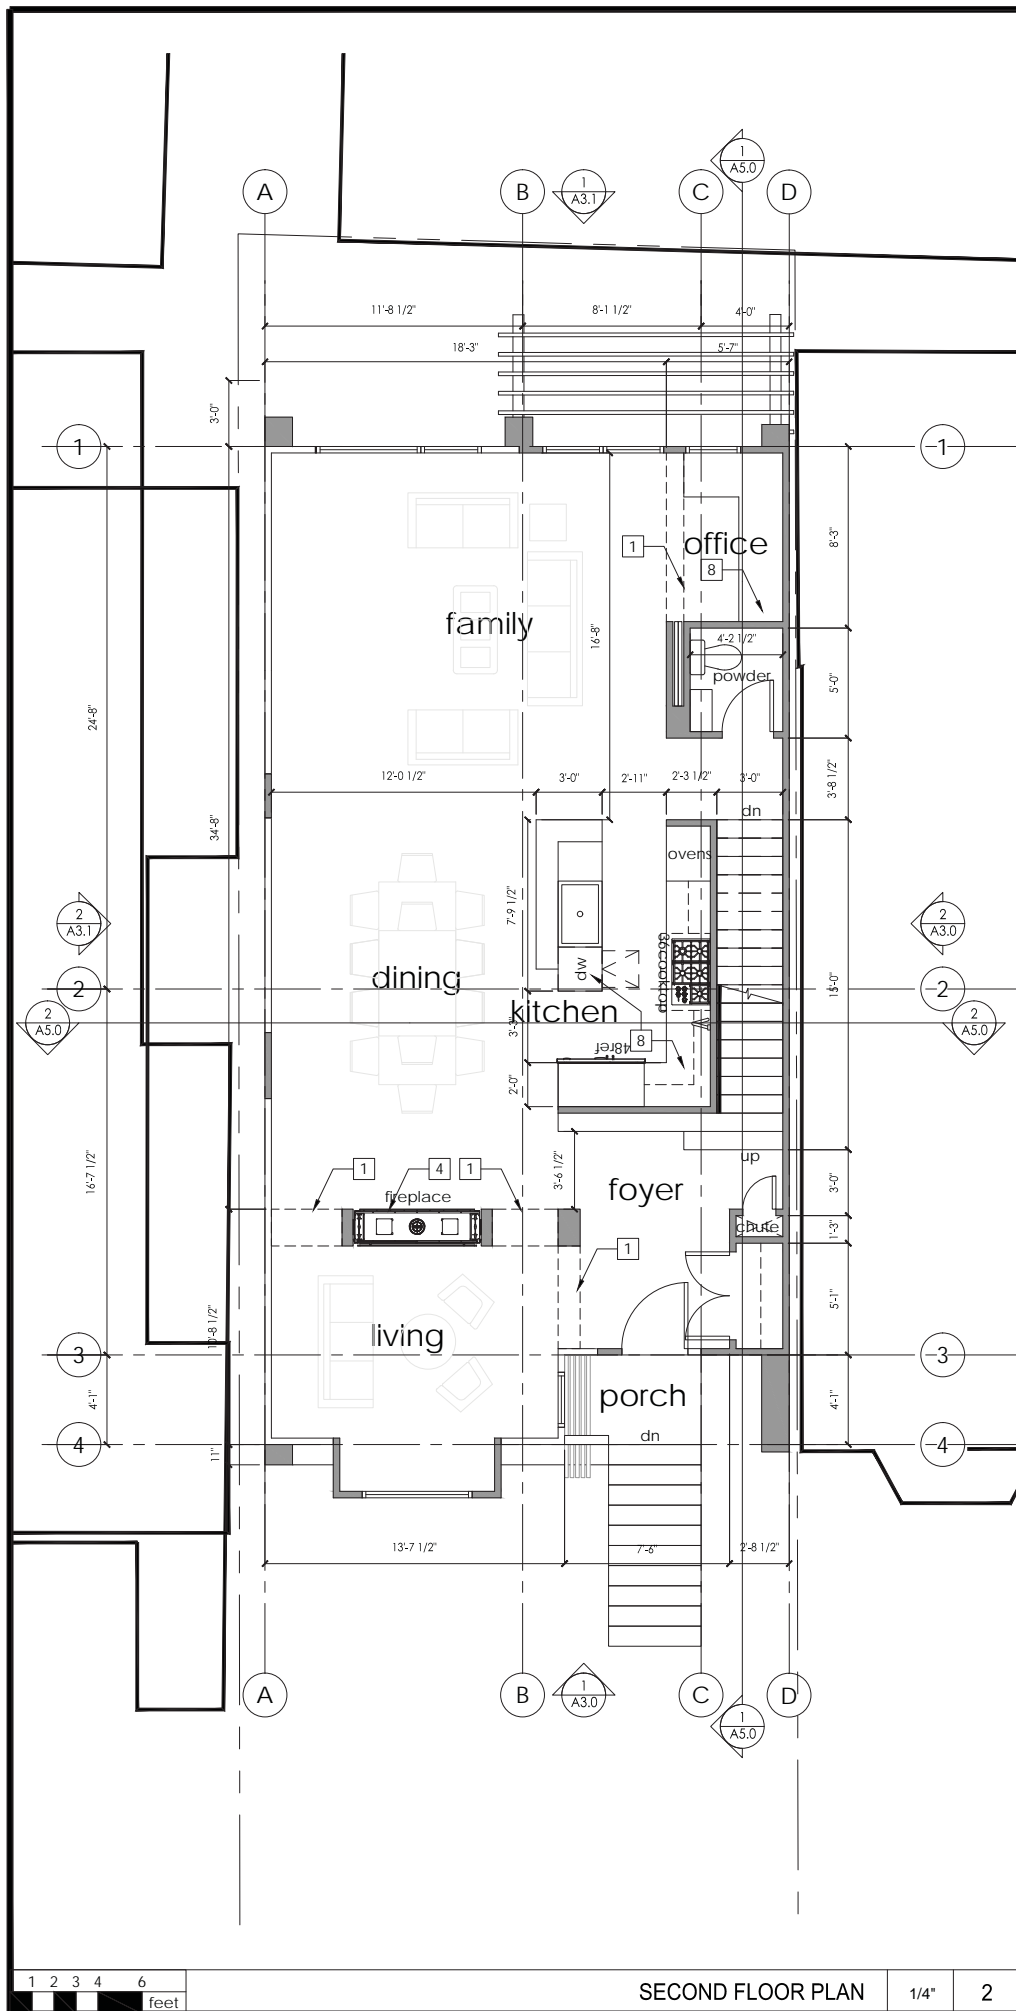 1
A5.0
A
B
1
A3.1
C
D
11'-8 1/2"
8'-1 1/2"
4'-0"
18'-3"
5'-7"
3'-0"
1
1
office
1
8
8'-3"
family
16'-8"
4'-2 1/2"
powder
5'-0"
24'-8"
12'-0 1/2"
3'-0"
2'-11"
2'-3 1/2"
3'-0"
3'-8 1/2"
dn
34'-8"
ovens
7'-9 1/2"
2
A3.1
2
A3.0
36cooktop
dw
dining
2
2
15'-0"
kitchen
2
A5.0
2
A5.0
3'-3"
48ref
8
2'-0"
16'-7 1/2"
3'-6 1/2"
up
1
4
1
foyer
3'-0"
fireplace
chute
1'-3"
1
5'-1"
10'-8 1/2"
living
3
3
porch
4'-1"
4'-1"
dn
4
4
11"
13'-7 1/2"
7'-6"
2'-8 1/2"
A
B
1
A3.0
C
D
1
A5.0
1 2 3 4 6
feet
SECOND FLOOR PLAN
1/4"
2